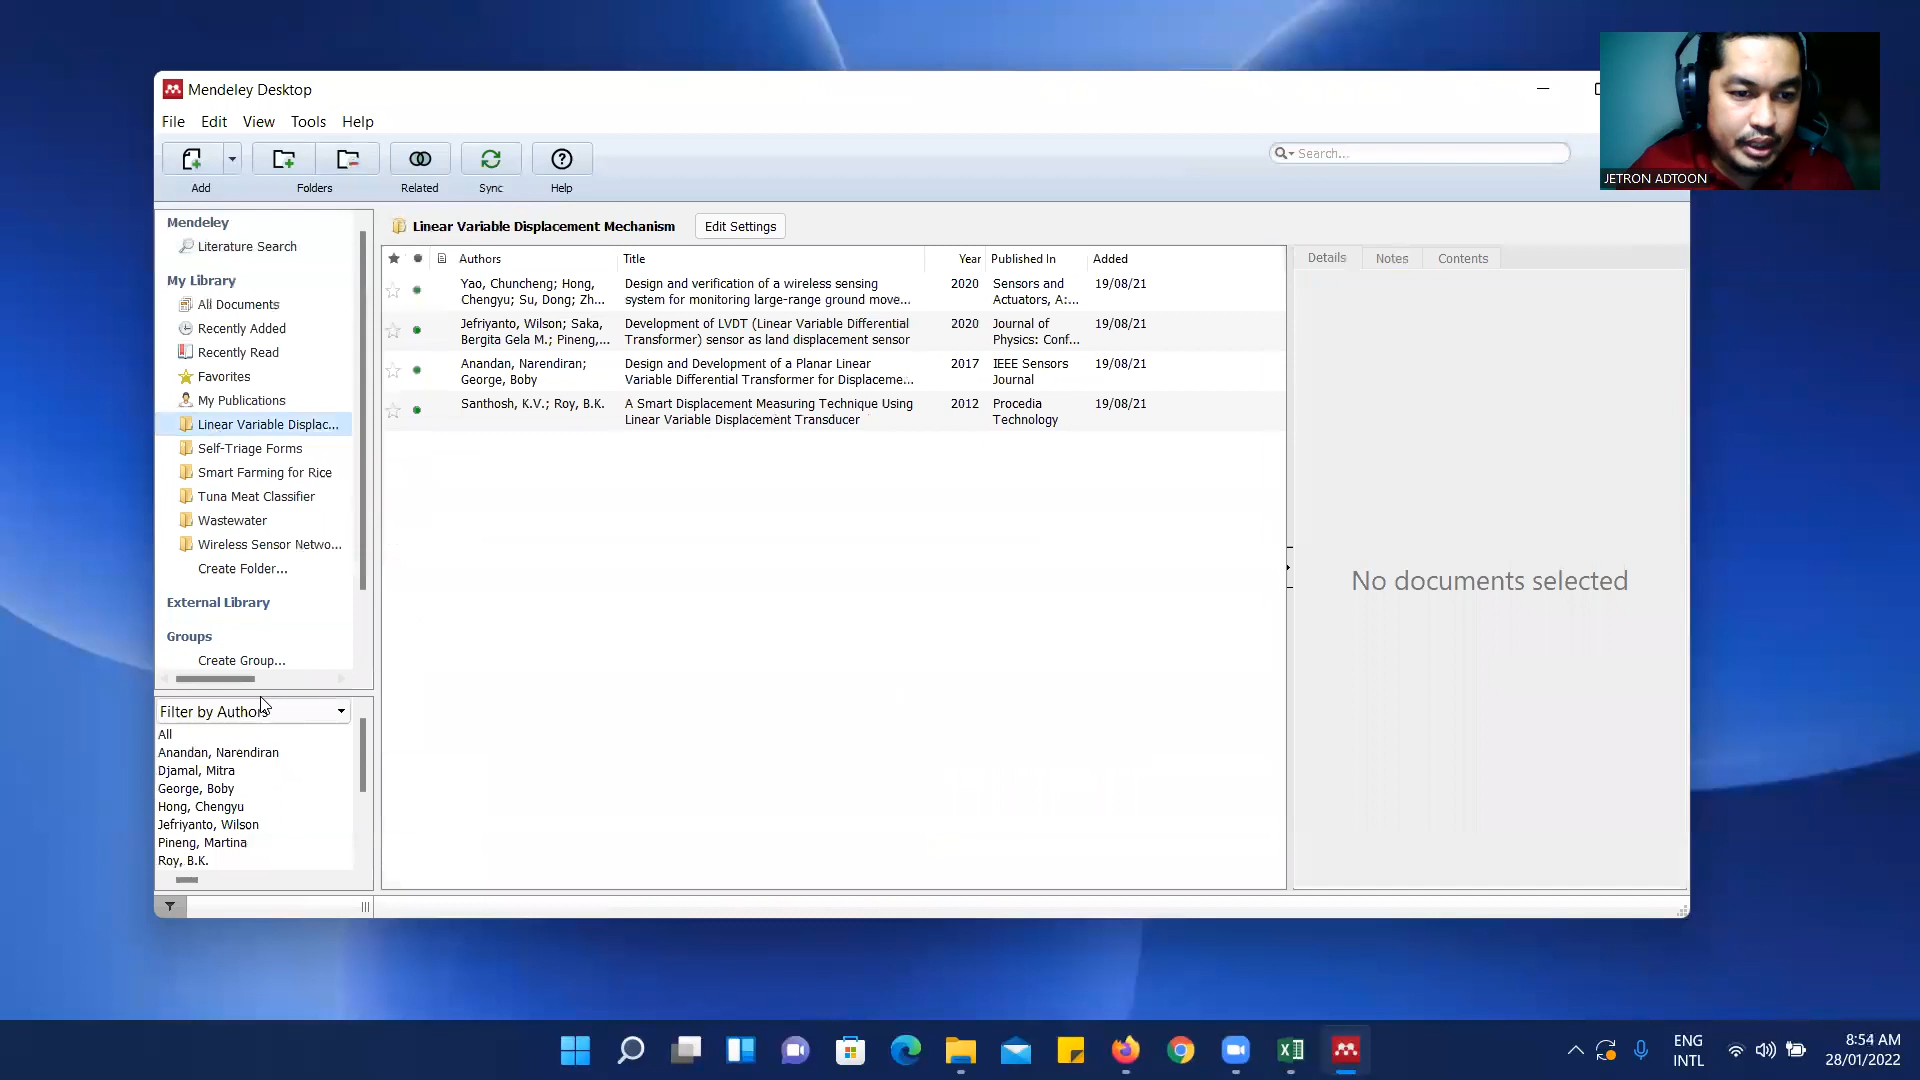 Mendeley Desktop
File Edit View Tools Help
Search...
Add Folders Related Sync Help
JETRON ADTOON
Mendeley
Literature Search
My Library
All Documents
Recently Added
Recently Read
Favorites
My Publications
Linear Variable Displac...
Self-Triage Forms
Smart Farming for Rice
Tuna Meat Classifier
Wastewater
Wireless Sensor Netwo...
Create Folder...
External Library
Groups
Create Group...
Filter by Authors
All
Anandan, Narendiran
Djamal, Mitra
George, Boby
Hong, Chengyu
Jefriyanto, Wilson
Pineng, Martina
Roy, B.K.
Linear Variable Displacement Mechanism Edit Settings
Authors Title Year Published In Added
Yao, Chuncheng; Hong, Design and verification of a wireless sensing 2020 Sensors and 19/08/21
Chengyu; Su, Dong; Zh... system for monitoring large-range ground move... Actuators, A:...
Jefriyanto, Wilson; Saka, Development of LVDT (Linear Variable Differential 2020 Journal of 19/08/21
Bergita Gela M.; Pineng,... Transformer) sensor as land displacement sensor Physics: Conf...
Anandan, Narendiran; Design and Development of a Planar Linear 2017 IEEE Sensors 19/08/21
George, Boby Variable Differential Transformer for Displaceme... Journal
Santhosh, K.V.; Roy, B.K. A Smart Displacement Measuring Technique Using 2012 Procedia 19/08/21
Linear Variable Displacement Transducer Technology
Details Notes Contents
No documents selected
ENG 8:54 AM
INTL 28/01/2022